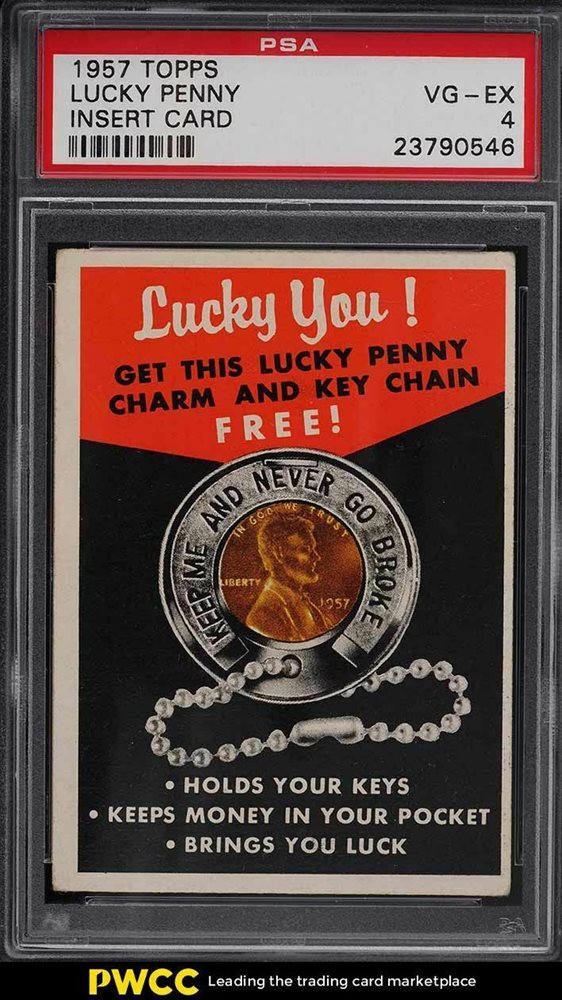 PSA
1957 TOPPS
LUCKY PENNY
INSERT CARD
VG-EX
4
23790546
Lucky You !
GET THIS LUCKY PENNY
CHARM AND KEY CHAIN
FREE!
KEEP ME AND NEVER GO BROKE
IN GOD WE TRUST
LIBERTY
1957
• HOLDS YOUR KEYS
• KEEPS MONEY IN YOUR POCKET
• BRINGS YOU LUCK
PWCC Leading the trading card marketplace